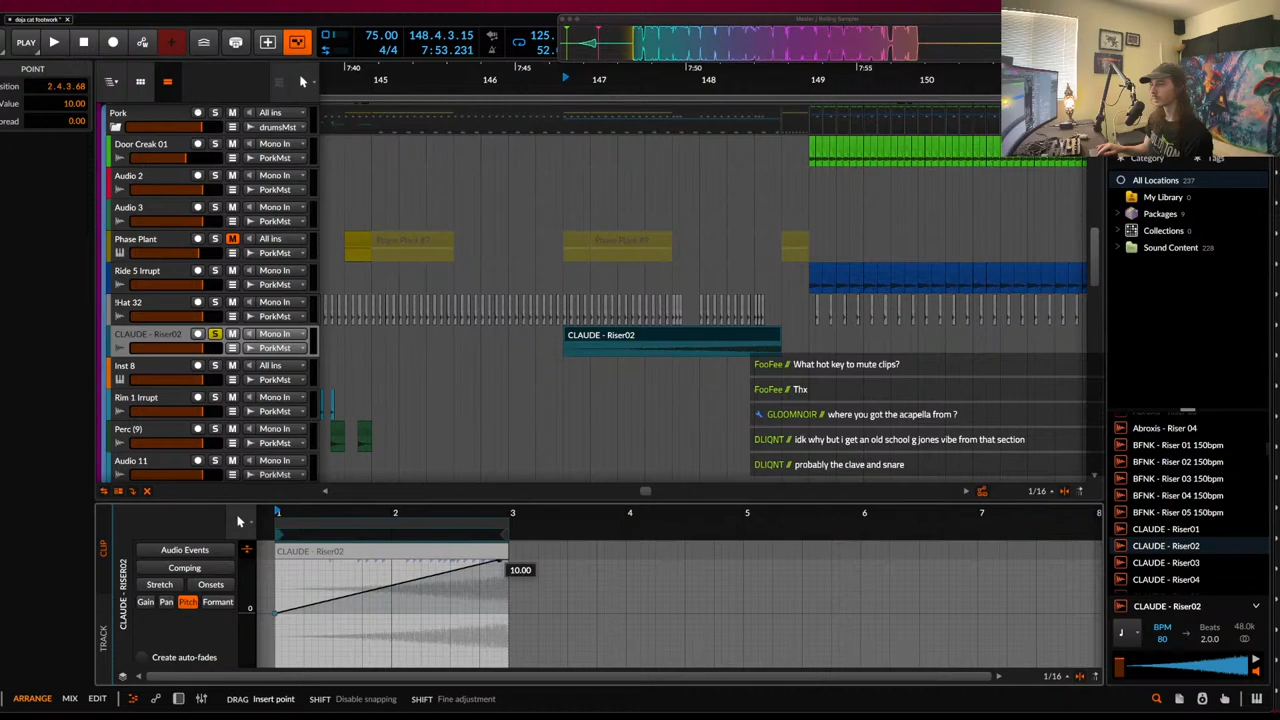 doja cat footwork *
Master / Rolling Sampler
PLAY
75.00
4/4
148.4.3.15
7:53.231
125.
52.
POINT
osition 2.4.3.68
Value 10.00
pread 0.00
7:40
7:45
7:50
7:55
145
146
147
148
149
150
Pork
All ins
drumsMst
Door Creak 01
Mono In
PorkMst
Audio 2
Mono In
PorkMst
Audio 3
Mono In
PorkMst
Phase Plant
All ins
PorkMst
Phase Plant #7
Phase Plant #9
Ride 5 Irrupt
Mono In
PorkMst
!Hat 32
Mono In
PorkMst
CLAUDE - Riser02
Mono In
PorkMst
CLAUDE - Riser02
Inst 8
All ins
PorkMst
Rim 1 Irrupt
Mono In
PorkMst
Perc (9)
Mono In
PorkMst
Audio 11
Mono In
PorkMst
FooFee // What hot key to mute clips?
FooFee // Thx
GLOOMNOIR // where you got the acapella from ?
DLIQNT // idk why but i get an old school g jones vibe from that section
DLIQNT // probably the clave and snare
1/16
Category
Tags
All Locations 237
My Library 0
Packages 9
Collections 0
Sound Content 228
Abroxis - Riser 04
BFNK - Riser 01 150bpm
BFNK - Riser 02 150bpm
BFNK - Riser 03 150bpm
BFNK - Riser 04 150bpm
BFNK - Riser 05 150bpm
CLAUDE - Riser01
CLAUDE - Riser02
CLAUDE - Riser03
CLAUDE - Riser04
CLAUDE - Riser02
BPM
80
Beats
2.0.0
48.0k
CLIP
CLAUDE - RISER02
TRACK
Audio Events
Comping
Stretch
Onsets
Gain
Pan
Pitch
Formant
Create auto-fades
0
1
2
3
4
5
6
7
8
CLAUDE - Riser02
10.00
1/16
ARRANGE
MIX
EDIT
DRAG Insert point
SHIFT Disable snapping
SHIFT Fine adjustment